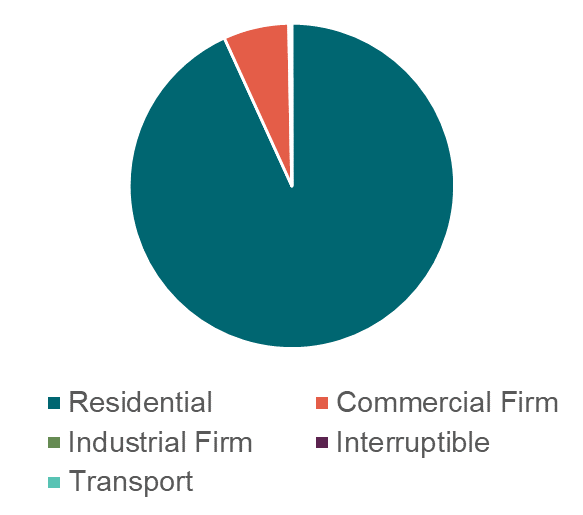 Residential
Commercial Firm
Industrial Firm
Interruptible
Transport